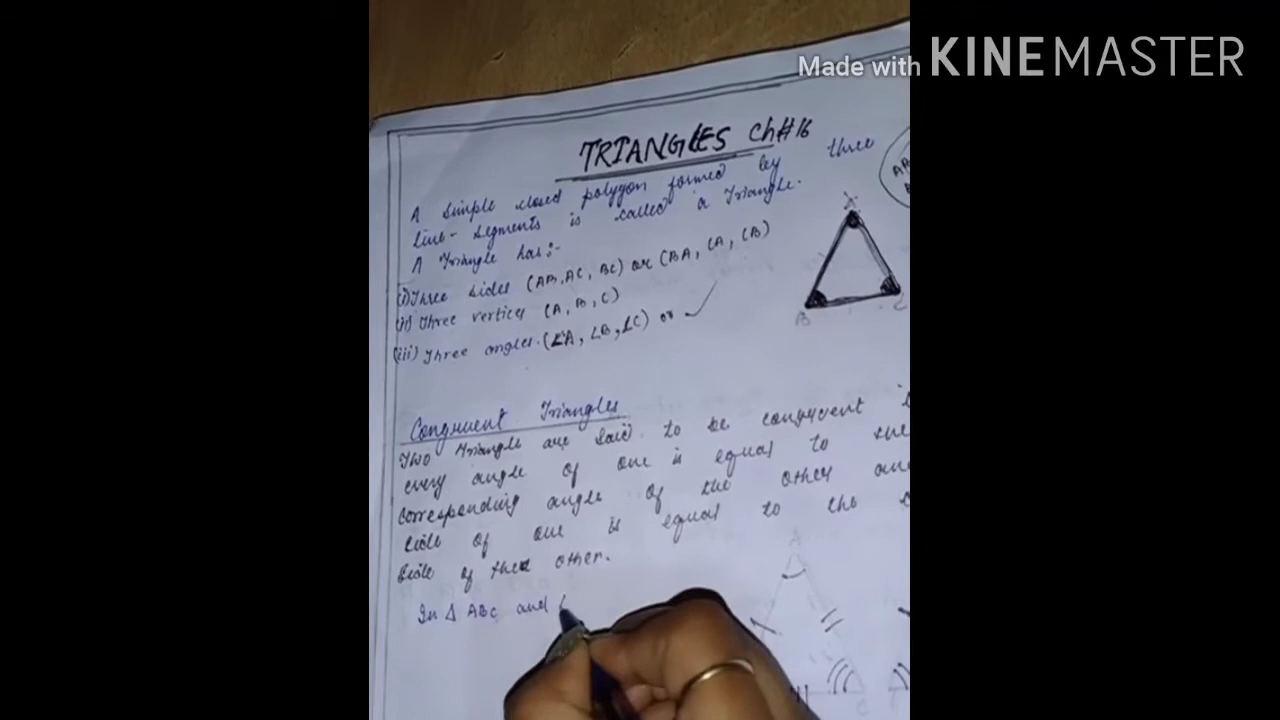 Made with KINEMASTER
TRIANGLES Ch#16
A simple closed polygon formed by three
line-segments is called a Triangle.
A Triangle has:-
(i) Three sides (AB, AC, BC) or (BA, CA, CB)
(ii) Three vertices (A, B, C)
(iii) Three angles. (∠A, ∠B, ∠C) or
A
B
C
Congruent Triangles
Two Triangle are said to be congruent
every angle of one is equal to the
corresponding angle of the other and
side of one is equal to the
side of the other.
In Δ ABC and
A
C